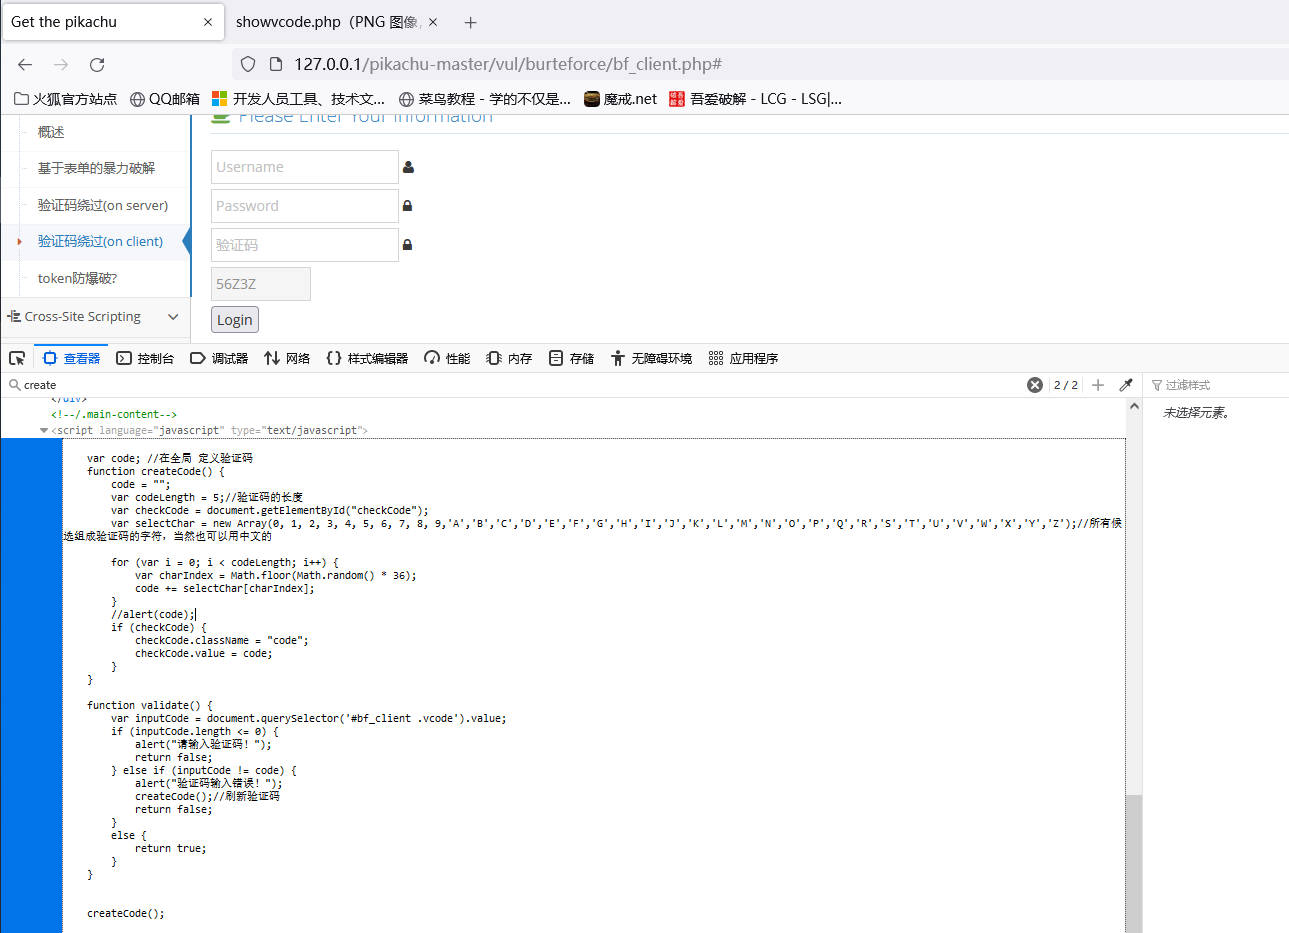 Get the pikachu
showvcode.php（PNG 图像,
127.0.0.1/pikachu-master/vul/burteforce/bf_client.php#
火狐官方站点 QQ邮箱 开发人员工具、技术文... 菜鸟教程 - 学的不仅是... 魔戒.net 吾爱破解 - LCG - LSG|...
Please Enter Your Information
概述
基于表单的暴力破解
验证码绕过(on server)
验证码绕过(on client)
token防爆破?
Cross-Site Scripting
Username
Password
验证码
56Z3Z
Login
查看器 控制台 调试器 网络 {} 样式编辑器 性能 内存 存储 无障碍环境 应用程序
create 2 / 2 过滤样式
未选择元素。
</div>
<!--/.main-content-->
<script language="javascript" type="text/javascript">
var code; //在全局 定义验证码
function createCode() {
code = "";
var codeLength = 5;//验证码的长度
var checkCode = document.getElementById("checkCode");
var selectChar = new Array(0, 1, 2, 3, 4, 5, 6, 7, 8, 9,'A','B','C','D','E','F','G','H','I','J','K','L','M','N','O','P','Q','R','S','T','U','V','W','X','Y','Z');//所有候
选组成验证码的字符，当然也可以用中文的
for (var i = 0; i < codeLength; i++) {
var charIndex = Math.floor(Math.random() * 36);
code += selectChar[charIndex];
}
//alert(code);
if (checkCode) {
checkCode.className = "code";
checkCode.value = code;
}
}
function validate() {
var inputCode = document.querySelector('#bf_client .vcode').value;
if (inputCode.length <= 0) {
alert("请输入验证码！");
return false;
} else if (inputCode != code) {
alert("验证码输入错误！");
createCode();//刷新验证码
return false;
}
else {
return true;
}
}
createCode();